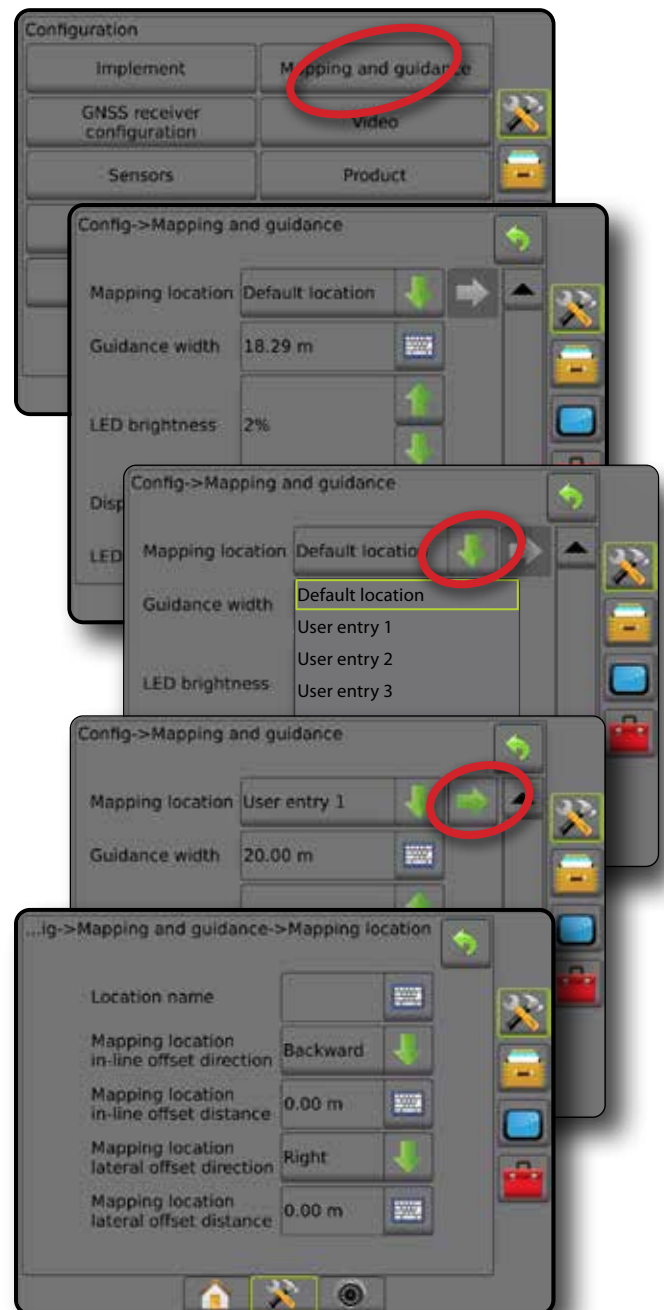 Configuration
Implement
Mapping and guidance
GNSS receiver
configuration
Video
Sensors
Product
Config->Mapping and guidance
Mapping location
Default location
Guidance width
18.29 m
LED brightness
2%
Disp
LED
Config->Mapping and guidance
Mapping location
Default location
Guidance width
Default location
User entry 1
User entry 2
LED brightness
User entry 3
Config->Mapping and guidance
Mapping location
User entry 1
Guidance width
20.00 m
...ig->Mapping and guidance->Mapping location
Location name
Mapping location
in-line offset direction
Backward
Mapping location
in-line offset distance
0.00 m
Mapping location
lateral offset direction
Right
Mapping location
lateral offset distance
0.00 m